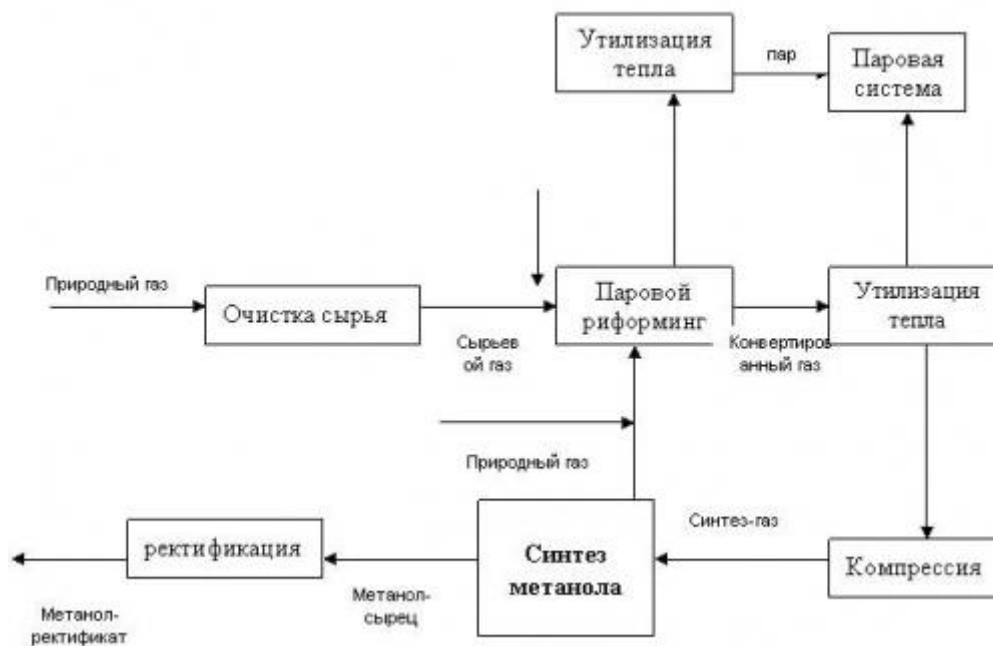 Утилизация
тепла
пар
Паровая
система
Природный газ
Очистка сырья
Сырьев
ой газ
Паровой
риформинг
Конвертиров
анный газ
Утилизация
тепла
Природный газ
Синтез-газ
Компрессия
Синтез
метанола
Метанол-
сырец
ректификация
Метанол-
ректификат